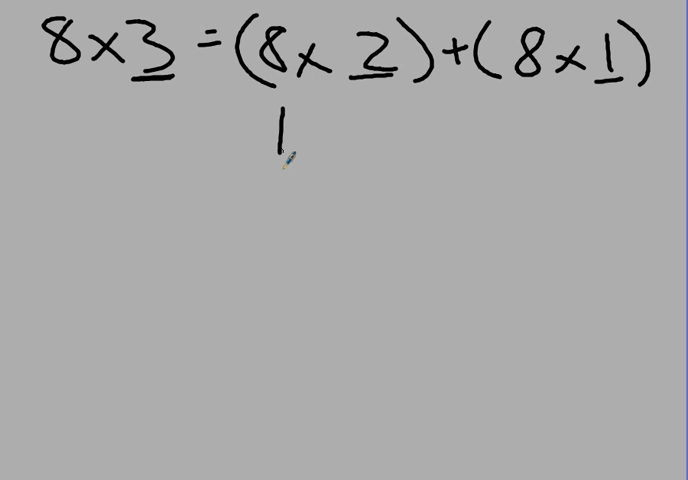 8 × 3 = (8 × 2) + (8 × 1)
1